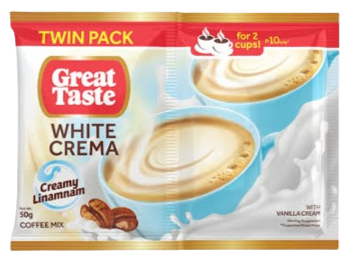 TWIN PACK
for 2
cups!
Great
Taste
WHITE
CREMA
Creamy
Linamnam
50g
COFFEE MIX
WITH
VANILLA CREAM